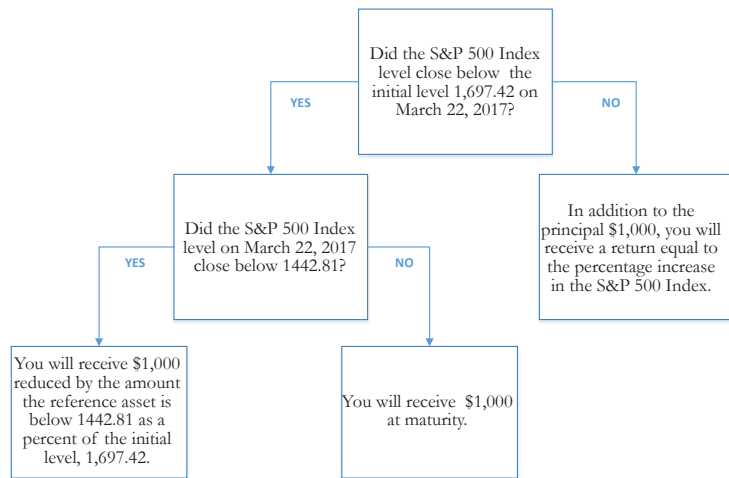 Did the S&P 500 Index
level close below the
initial level 1,697.42 on
March 22, 2017?
YES
NO
Did the S&P 500 Index
level on March 22, 2017
close below 1442.81?
In addition to the
principal $1,000, you will
receive a return equal to
the percentage increase
in the S&P 500 Index.
YES
NO
You will receive $1,000
reduced by the amount
the reference asset is
below 1442.81 as a
percent of the initial
level, 1,697.42.
You will receive $1,000
at maturity.